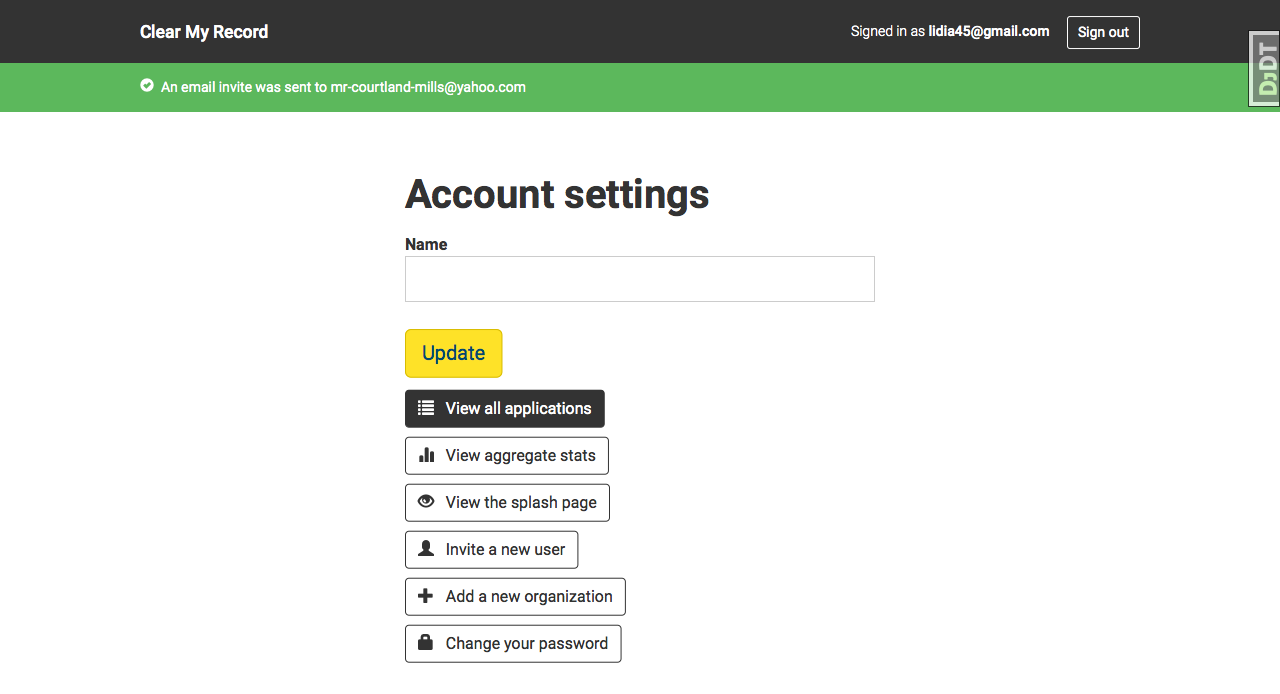 Clear My Record
Signed in as lidia45@gmail.com
Sign out
An email invite was sent to mr-courtland-mills@yahoo.com
DjDT
Account settings
Name
Update
View all applications
View aggregate stats
View the splash page
Invite a new user
Add a new organization
Change your password